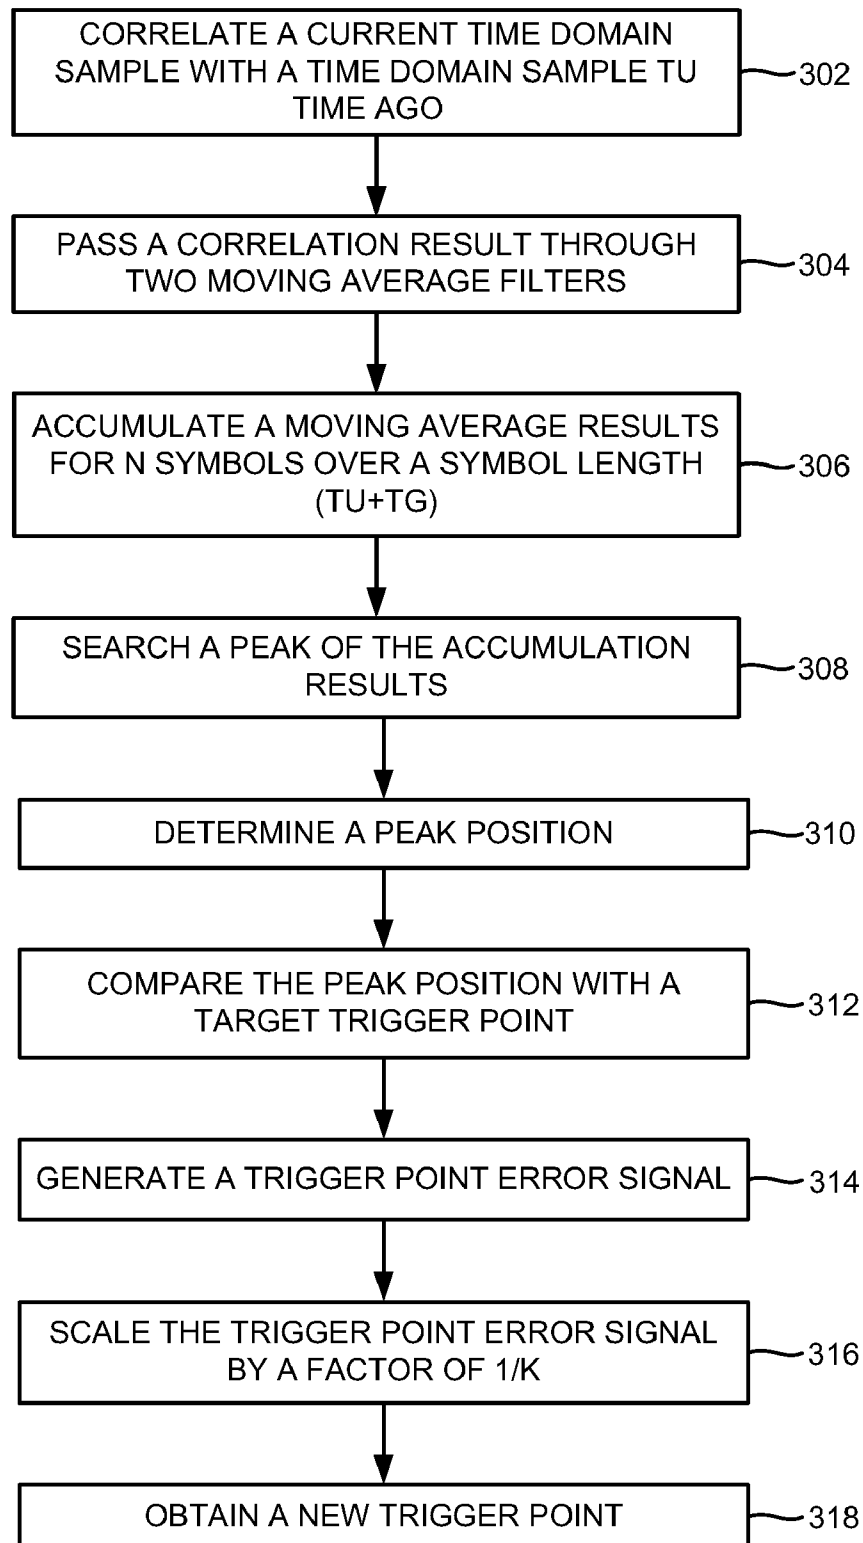 CORRELATE A CURRENT TIME DOMAIN
SAMPLE WITH A TIME DOMAIN SAMPLE TU
TIME AGO
302
PASS A CORRELATION RESULT THROUGH
TWO MOVING AVERAGE FILTERS
304
ACCUMULATE A MOVING AVERAGE RESULTS
FOR N SYMBOLS OVER A SYMBOL LENGTH
(TU+TG)
306
SEARCH A PEAK OF THE ACCUMULATION
RESULTS
308
DETERMINE A PEAK POSITION
310
COMPARE THE PEAK POSITION WITH A
TARGET TRIGGER POINT
312
GENERATE A TRIGGER POINT ERROR SIGNAL
314
SCALE THE TRIGGER POINT ERROR SIGNAL
BY A FACTOR OF 1/K
316
OBTAIN A NEW TRIGGER POINT
318